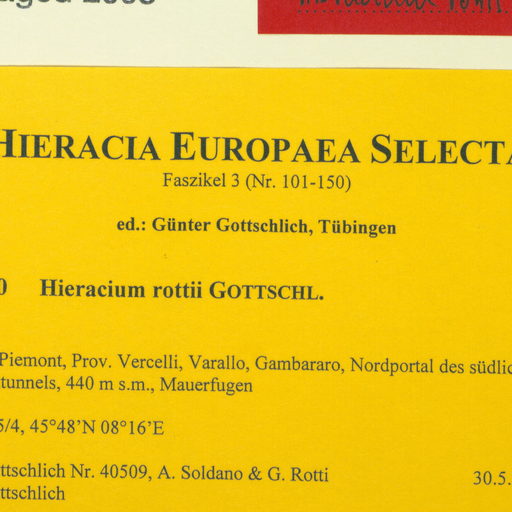 HIERACIA EUROPAEA SELECTA
Faszikel 3 (Nr. 101-150)
ed.: Günter Gottschlich, Tübingen
0 Hieracium rottii GOTTSCHL.
Piemont, Prov. Vercelli, Varallo, Gambararo, Nordportal des südlic
tunnels, 440 m s.m., Mauerfugen
5/4, 45°48'N 08°16'E
ttschlich Nr. 40509, A. Soldano & G. Rotti 30.5.
ttschlich